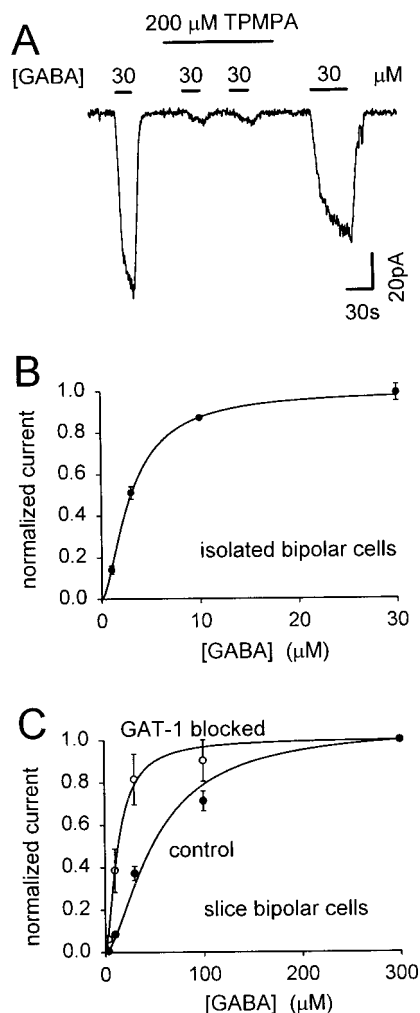 A
200 µM TPMPA
[GABA] 30 30 30 30 µM
20pA
30s
B
normalized current
1.0
0.8
0.6
0.4
0.2
0.0
isolated bipolar cells
0 10 20 30
[GABA] (µM)
C
normalized current
GAT-1 blocked
1.0
0.8
0.6
0.4
0.2
0.0
control
slice bipolar cells
0 100 200 300
[GABA] (µM)